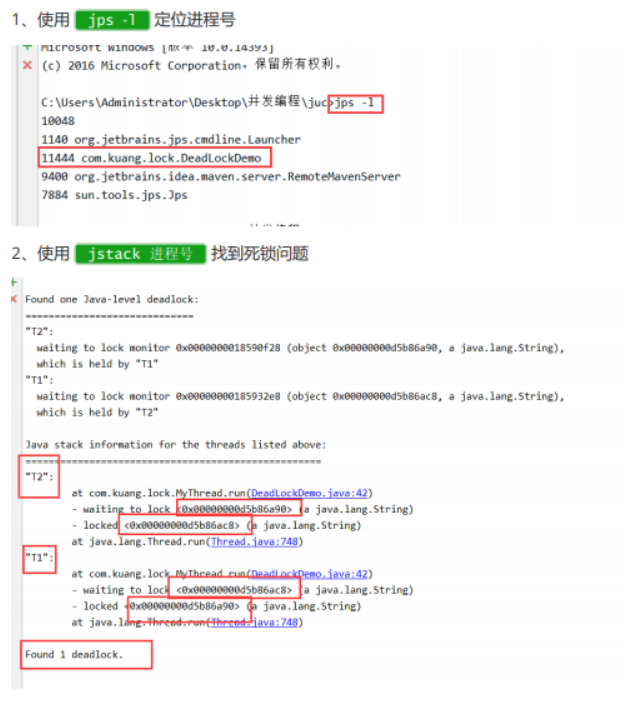 1、使用 jps -l 定位进程号
Microsoft Windows [版本 10.0.14393]
(c) 2016 Microsoft Corporation。保留所有权利。
C:\Users\Administrator\Desktop\并发编程\juc>jps -l
10048
1140 org.jetbrains.jps.cmdline.Launcher
11444 com.kuang.lock.DeadLockDemo
9400 org.jetbrains.idea.maven.server.RemoteMavenServer
7884 sun.tools.jps.Jps
2、使用 jstack 进程号 找到死锁问题
Found one Java-level deadlock:
=============================
"T2":
waiting to lock monitor 0x0000000018590f28 (object 0x00000000d5b86a90, a java.lang.String),
which is held by "T1"
"T1":
waiting to lock monitor 0x00000000185932e8 (object 0x00000000d5b86ac8, a java.lang.String),
which is held by "T2"
Java stack information for the threads listed above:
===================================================
"T2":
at com.kuang.lock.MyThread.run(DeadLockDemo.java:42)
- waiting to lock <0x00000000d5b86a90> (a java.lang.String)
- locked <0x00000000d5b86ac8> (a java.lang.String)
at java.lang.Thread.run(Thread.java:748)
"T1":
at com.kuang.lock.MyThread.run(DeadLockDemo.java:42)
- waiting to lock <0x00000000d5b86ac8> (a java.lang.String)
- locked <0x00000000d5b86a90> (a java.lang.String)
at java.lang.Thread.run(Thread.java:748)
Found 1 deadlock.